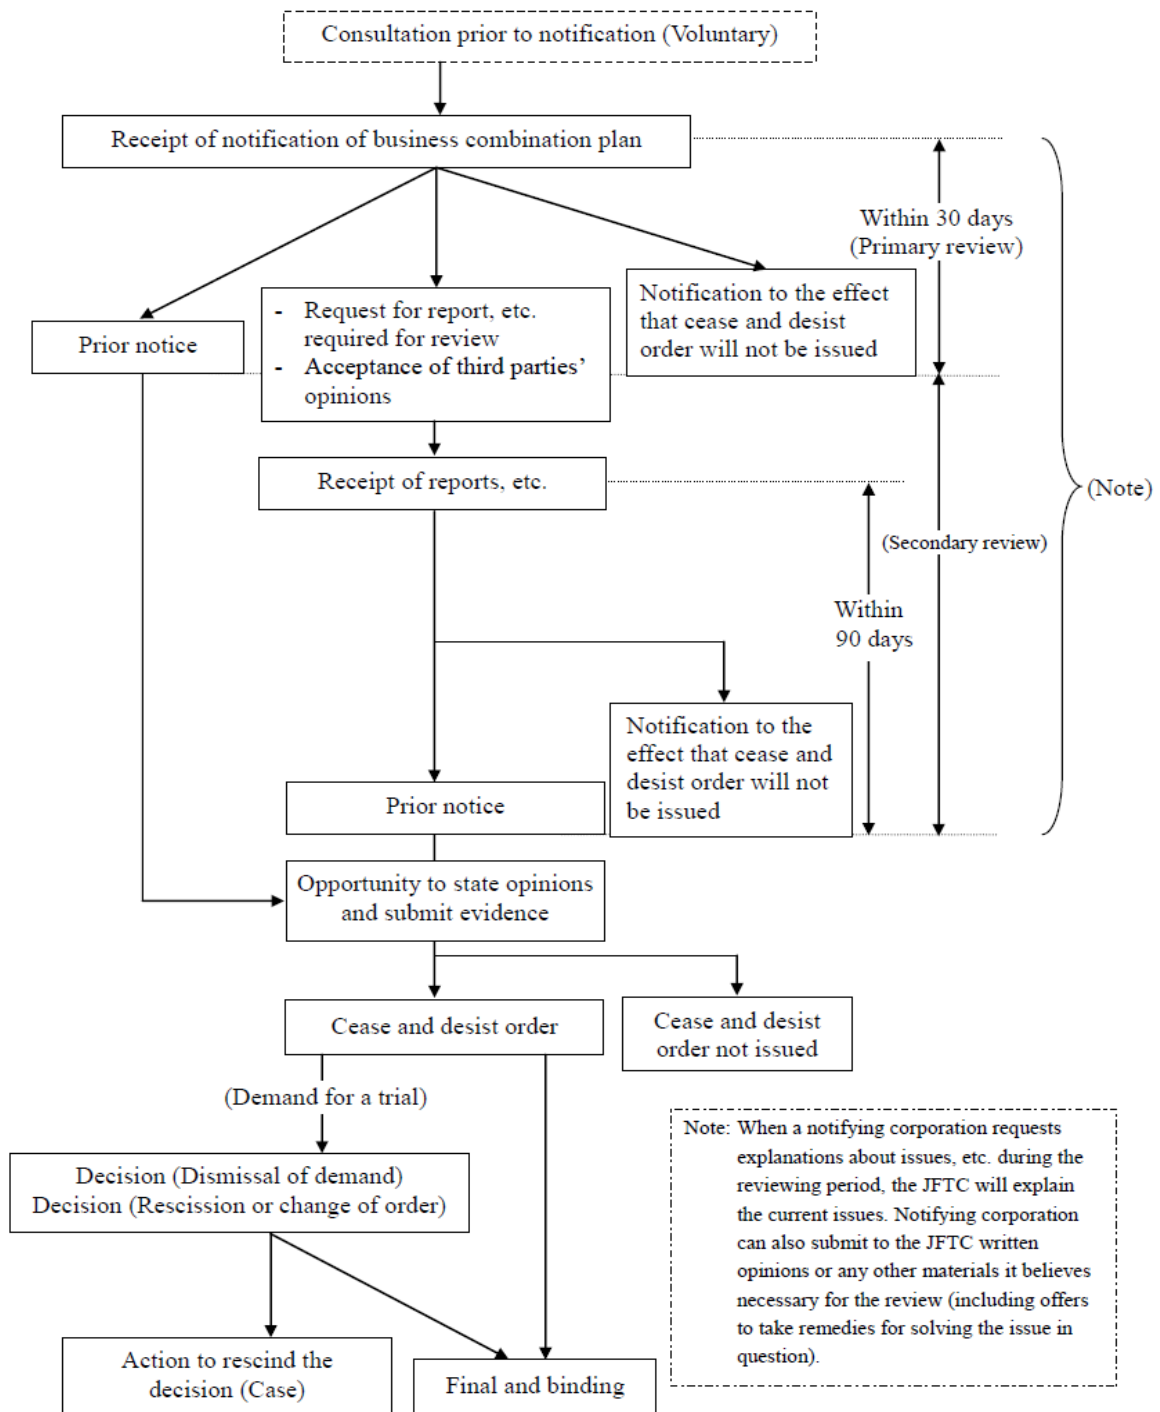 Consultation prior to notification (Voluntary)
Receipt of notification of business combination plan
Within 30 days
(Primary review)
Prior notice
- Request for report, etc.
required for review
- Acceptance of third parties’
opinions
Notification to the effect
that cease and desist
order will not be issued
Receipt of reports, etc.
(Note)
(Secondary review)
Within
90 days
Notification to the
effect that cease and
desist order will not
be issued
Prior notice
Opportunity to state opinions
and submit evidence
Cease and desist order
Cease and desist
order not issued
(Demand for a trial)
Decision (Dismissal of demand)
Decision (Rescission or change of order)
Action to rescind the
decision (Case)
Final and binding
Note: When a notifying corporation requests
explanations about issues, etc. during the
reviewing period, the JFTC will explain
the current issues. Notifying corporation
can also submit to the JFTC written
opinions or any other materials it believes
necessary for the review (including offers
to take remedies for solving the issue in
question).